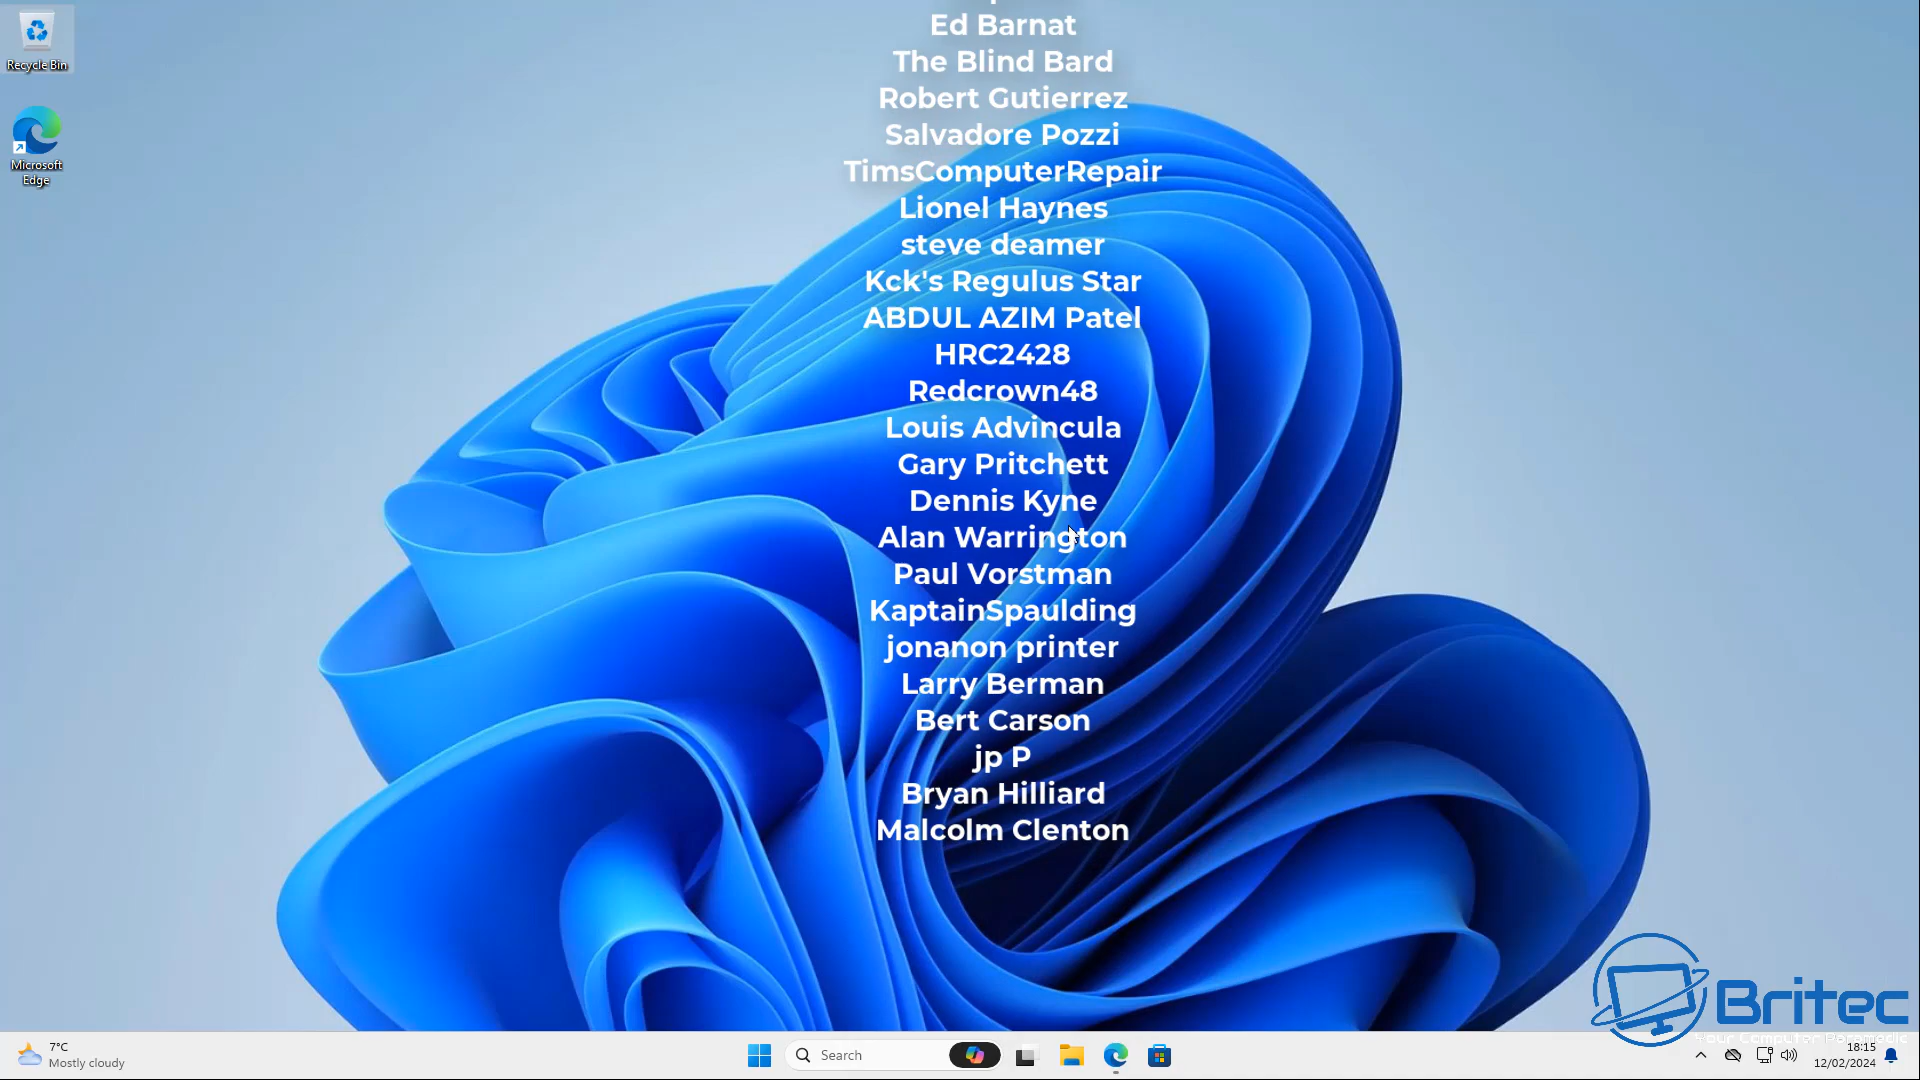 Ed Barnat
The Blind Bard
Robert Gutierrez
Salvadore Pozzi
TimsComputerRepair
Lionel Haynes
steve deamer
Kck's Regulus Star
ABDUL AZIM Patel
HRC2428
Redcrown48
Louis Advincula
Gary Pritchett
Dennis Kyne
Alan Warrington
Paul Vorstman
KaptainSpaulding
jonanon printer
Larry Berman
Bert Carson
jp P
Bryan Hilliard
Malcolm Clenton
Recycle Bin
Microsoft
Edge
Britec
Your Computer Paramedic
7°C
Mostly cloudy
Search
18:15
12/02/2024